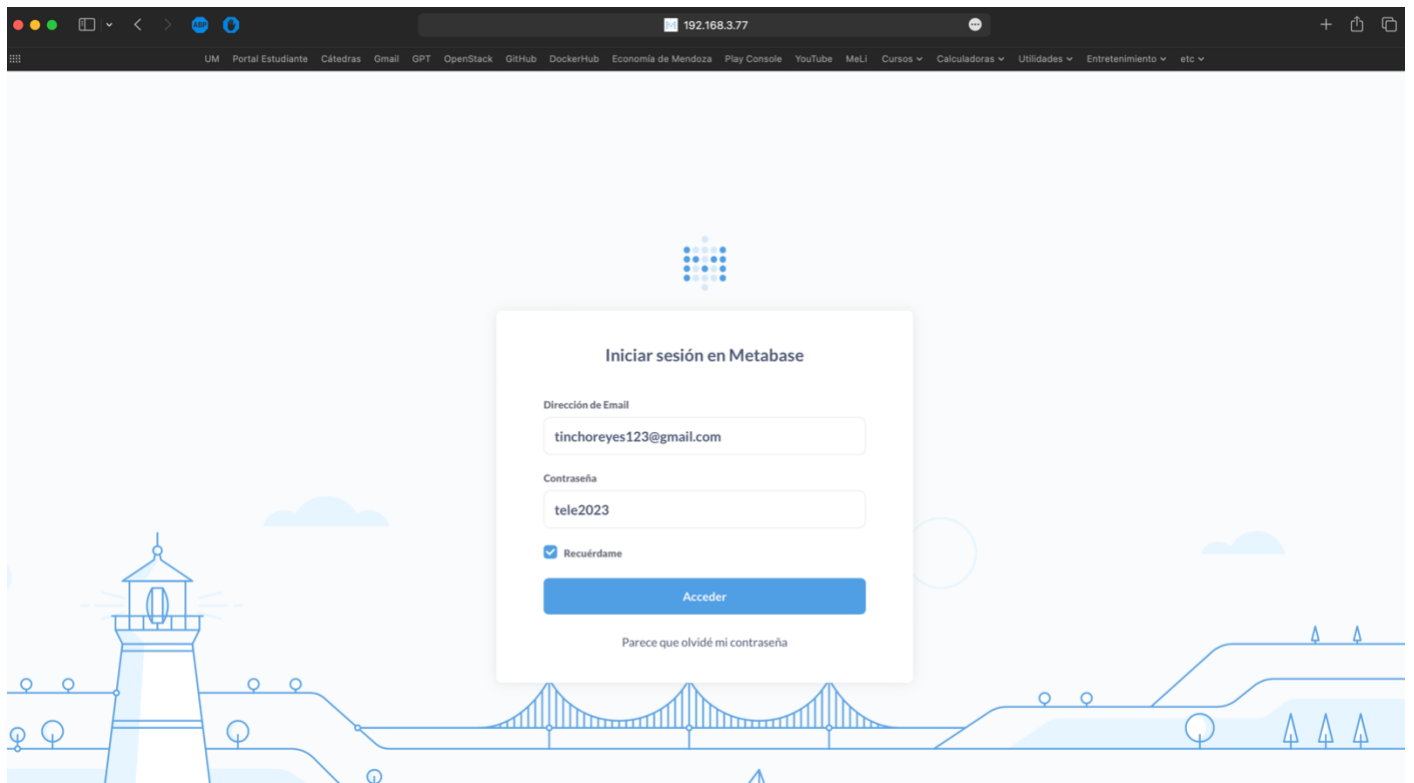 ABP
192.168.3.77
UM Portal Estudiante Cátedras Gmail GPT OpenStack GitHub DockerHub Economía de Mendoza Play Console YouTube MeLi Cursos Calculadoras Utilidades Entretenimiento etc
Iniciar sesión en Metabase
Dirección de Email
tinchoreyes123@gmail.com
Contraseña
tele2023
Recuérdame
Acceder
Parece que olvidé mi contraseña